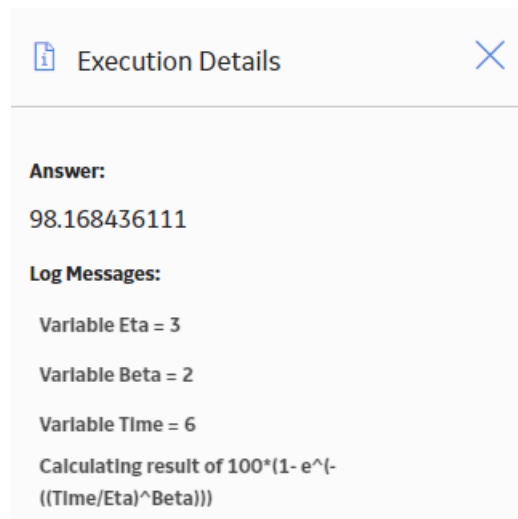 Execution Details
Answer:
98.168436111
Log Messages:
Variable Eta = 3
Variable Beta = 2
Variable Time = 6
Calculating result of 100*(1- e^(-
((Time/Eta)^Beta)))